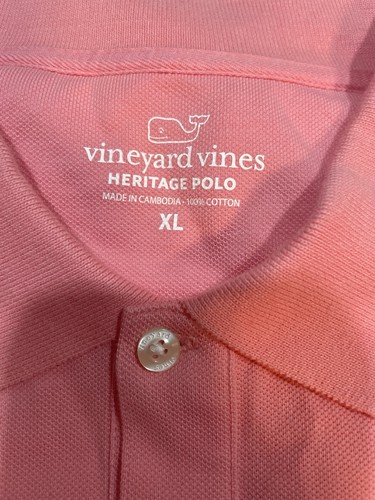 vineyard vines
HERITAGE POLO
MADE IN CAMBODIA · 100% COTTON
XL